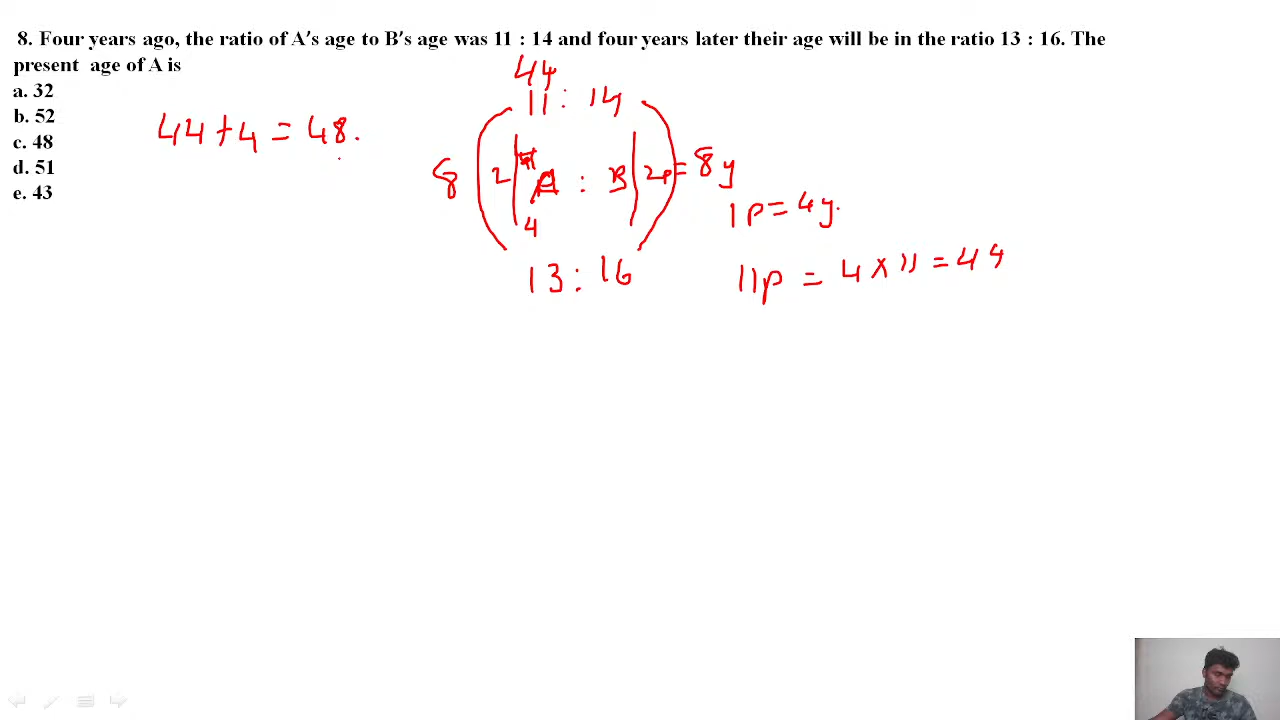 8. Four years ago, the ratio of A's age to B's age was 11 : 14 and four years later their age will be in the ratio 13 : 16. The
present age of A is
a. 32
b. 52
c. 48
d. 51
e. 43
44 + 4 = 48.
44
11 : 14
8 2 A : B 2p = 8y
4
13 : 16
1p = 4y.
11p = 4 x 11 = 44